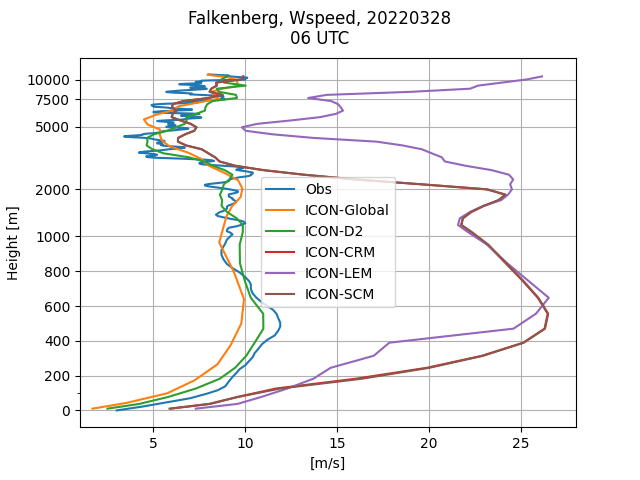 Falkenberg, Wspeed, 20220328
06 UTC
10000
7500
5000
2000
1000
800
600
400
200
0
Height [m]
Obs
ICON-Global
ICON-D2
ICON-CRM
ICON-LEM
ICON-SCM
5 10 15 20 25
[m/s]